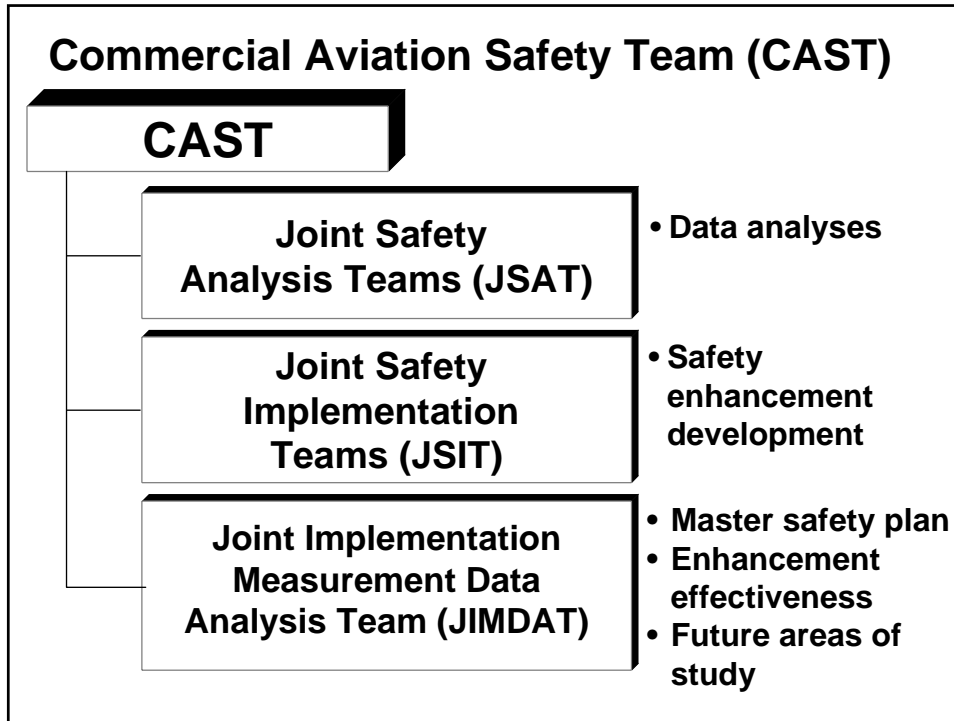 Commercial Aviation Safety Team (CAST)
CAST
Joint Safety
Analysis Teams (JSAT)
• Data analyses
Joint Safety
Implementation
Teams (JSIT)
• Safety
enhancement
development
Joint Implementation
Measurement Data
Analysis Team (JIMDAT)
• Master safety plan
• Enhancement
effectiveness
• Future areas of
study